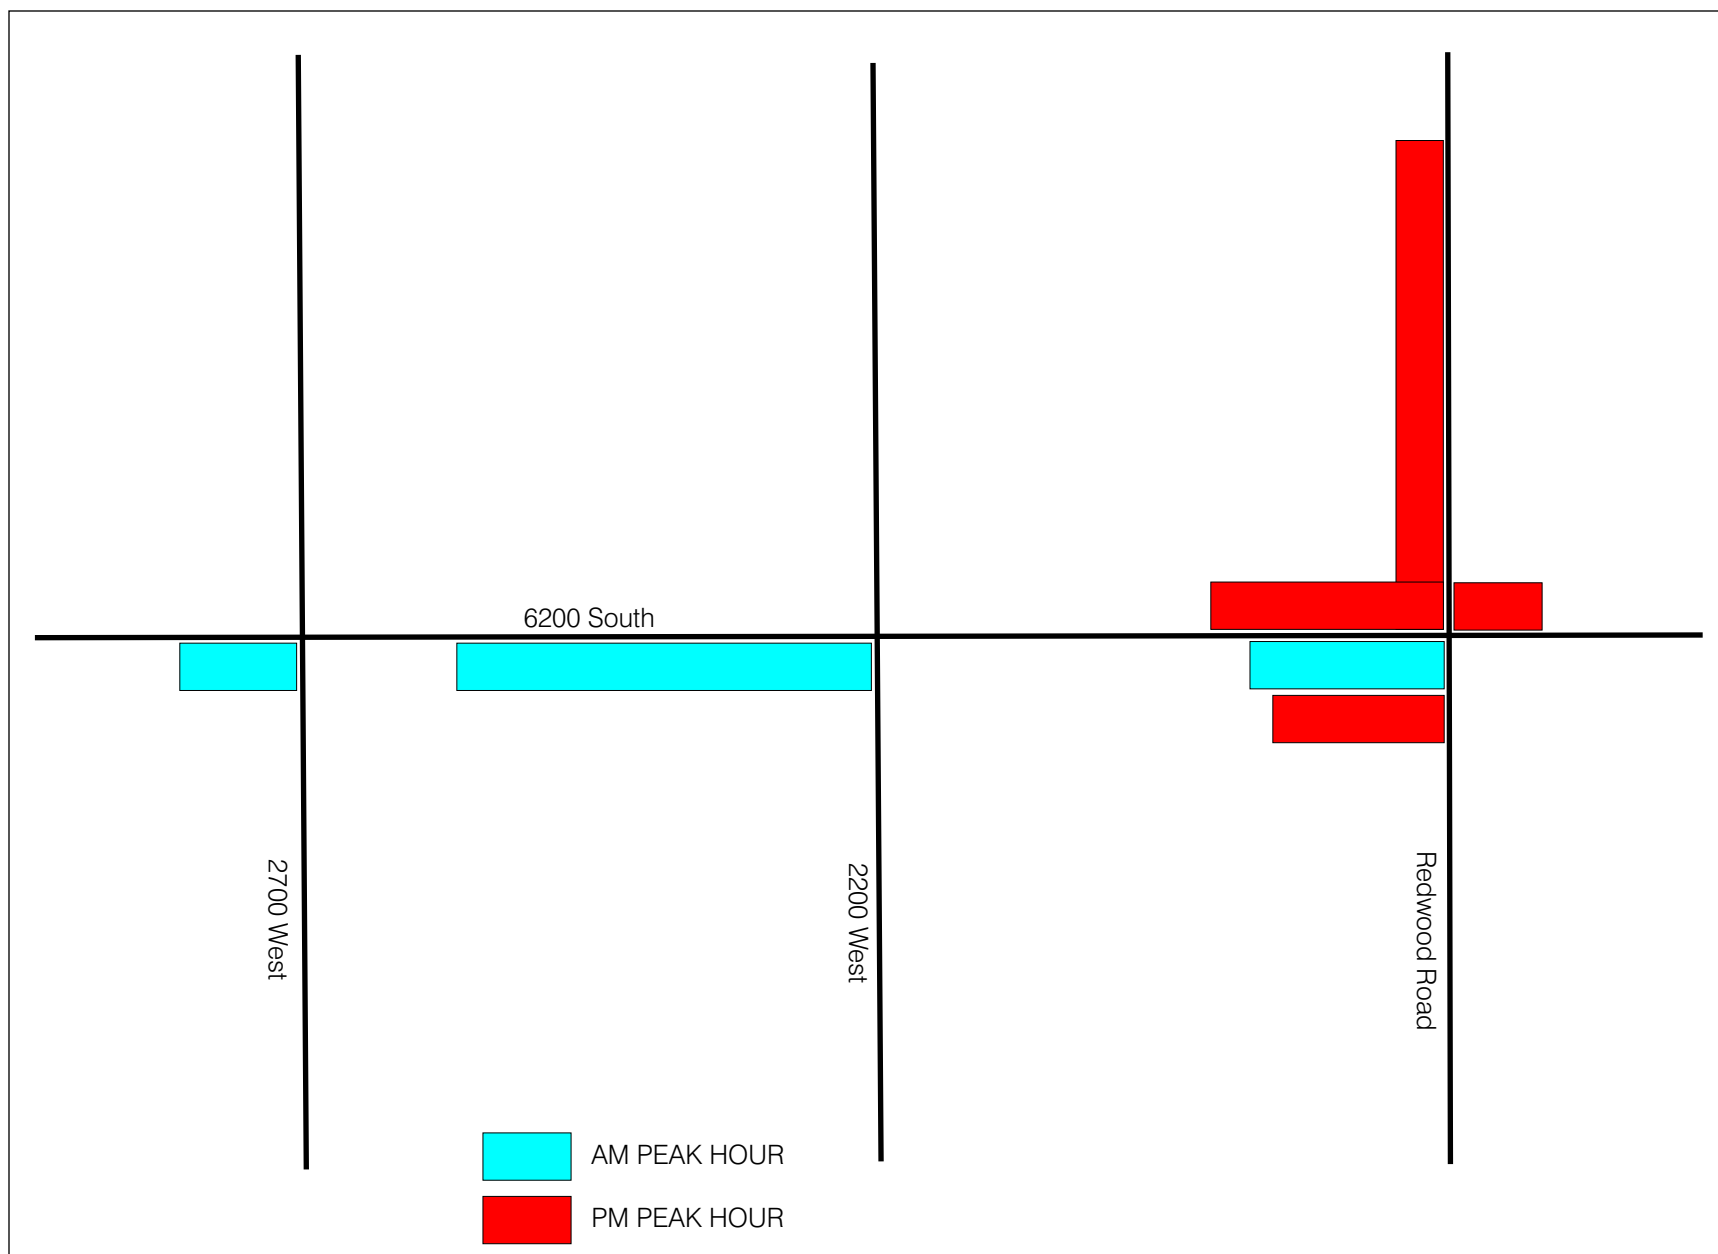 6200 South
2700 West
2200 West
Redwood Road
AM PEAK HOUR
PM PEAK HOUR